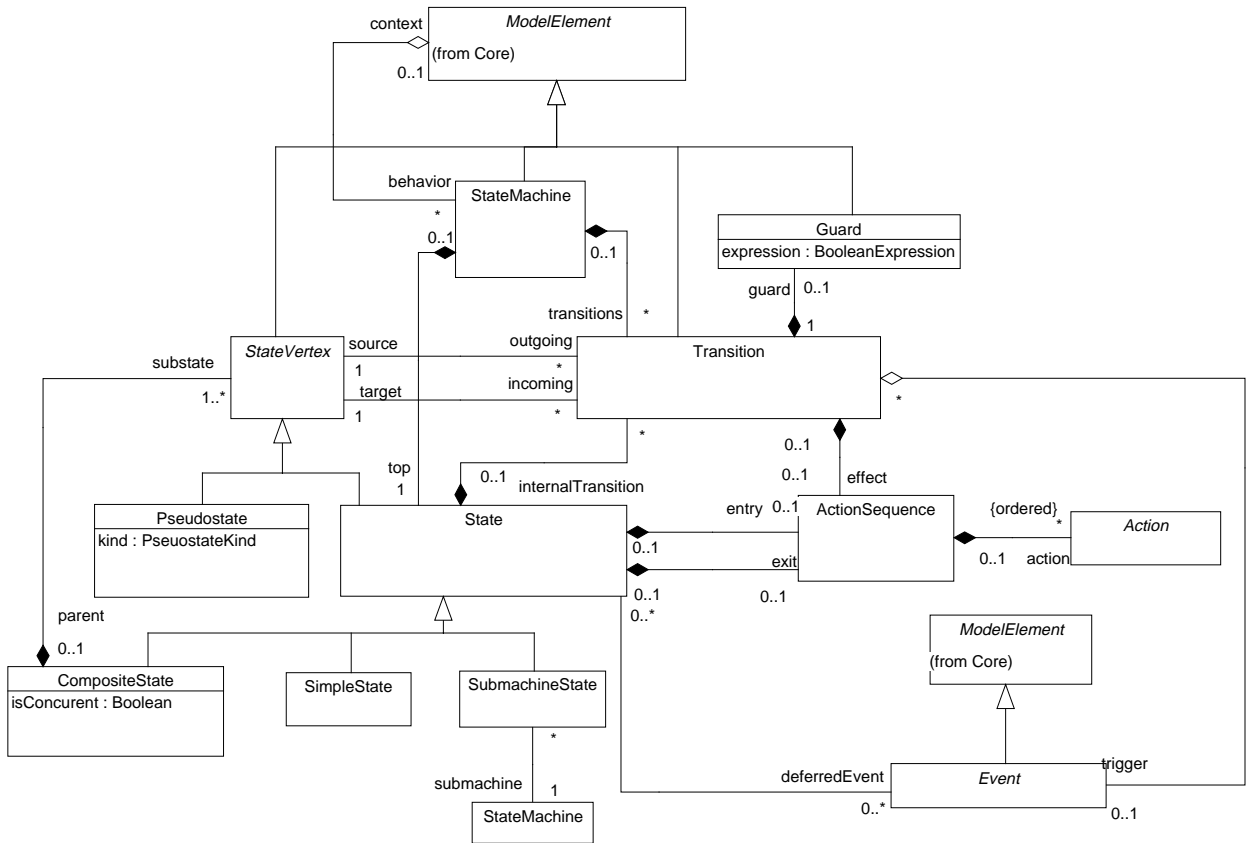 context
ModelElement
(from Core)
0..1
behavior
StateMachine
*
0..1
0..1
Guard
expression : BooleanExpression
guard
0..1
transitions
*
1
substate
StateVertex
source
outgoing
Transition
1
*
1..*
target
incoming
*
1
*
*
0..1
top
0..1
0..1
effect
1
internalTransition
Pseudostate
kind : PseuostateKind
State
entry
0..1
ActionSequence
{ordered}
*
Action
0..1
0..1
action
exit
0..1
0..1
0..*
parent
0..1
ModelElement
(from Core)
CompositeState
isConcurent : Boolean
SimpleState
SubmachineState
*
submachine
1
StateMachine
deferredEvent
0..*
Event
trigger
0..1